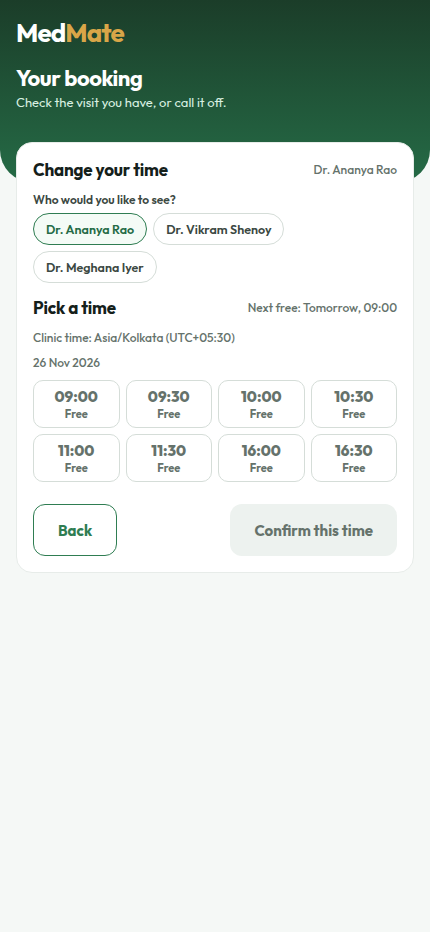 MedMate
Your booking
Check the visit you have, or call it off.
Change your time
Dr. Ananya Rao
Who would you like to see?
Dr. Ananya Rao
Dr. Vikram Shenoy
Dr. Meghana Iyer
Pick a time
Next free: Tomorrow, 09:00
Clinic time: Asia/Kolkata (UTC+05:30)
26 Nov 2026
09:00
Free
09:30
Free
10:00
Free
10:30
Free
11:00
Free
11:30
Free
16:00
Free
16:30
Free
Back
Confirm this time